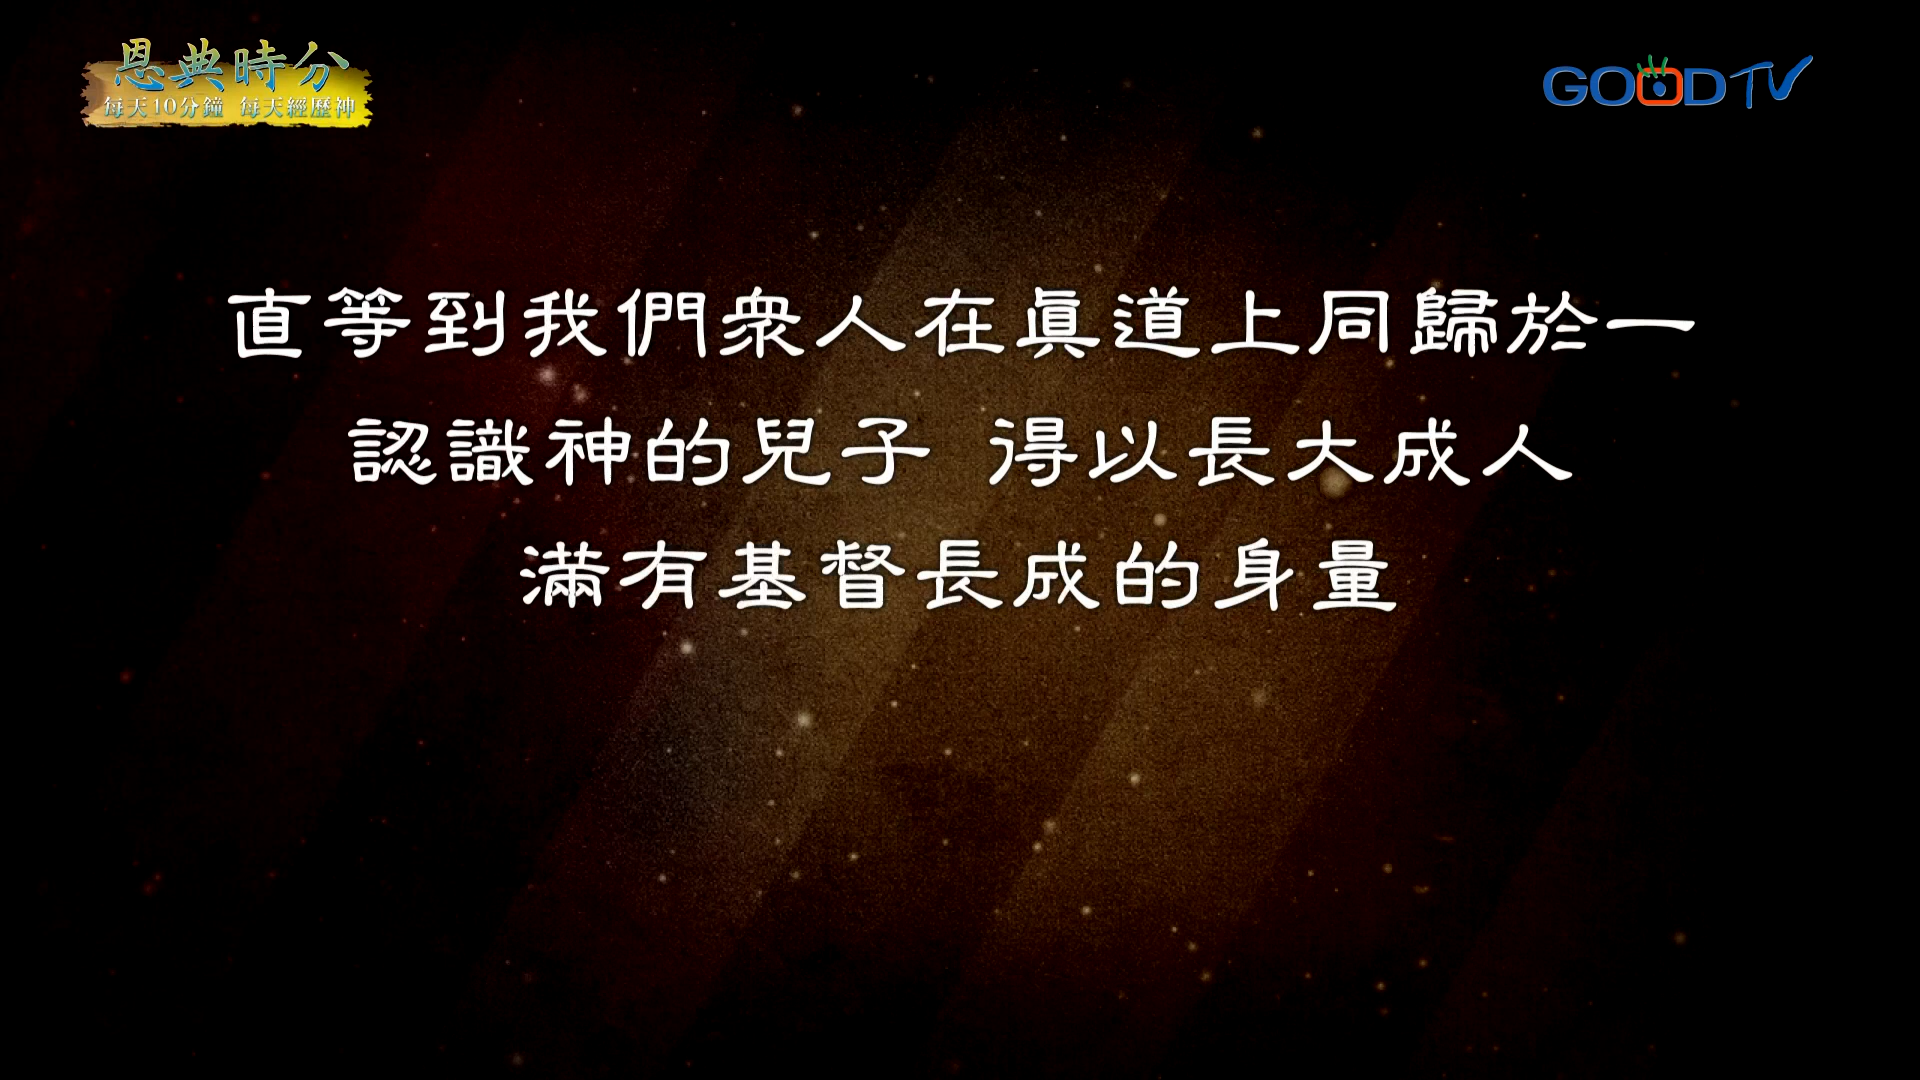 恩典時分
每天10分鐘 每天經歷神
GOOD TV
直等到我們眾人在真道上同歸於一
認識神的兒子 得以長大成人
滿有基督長成的身量